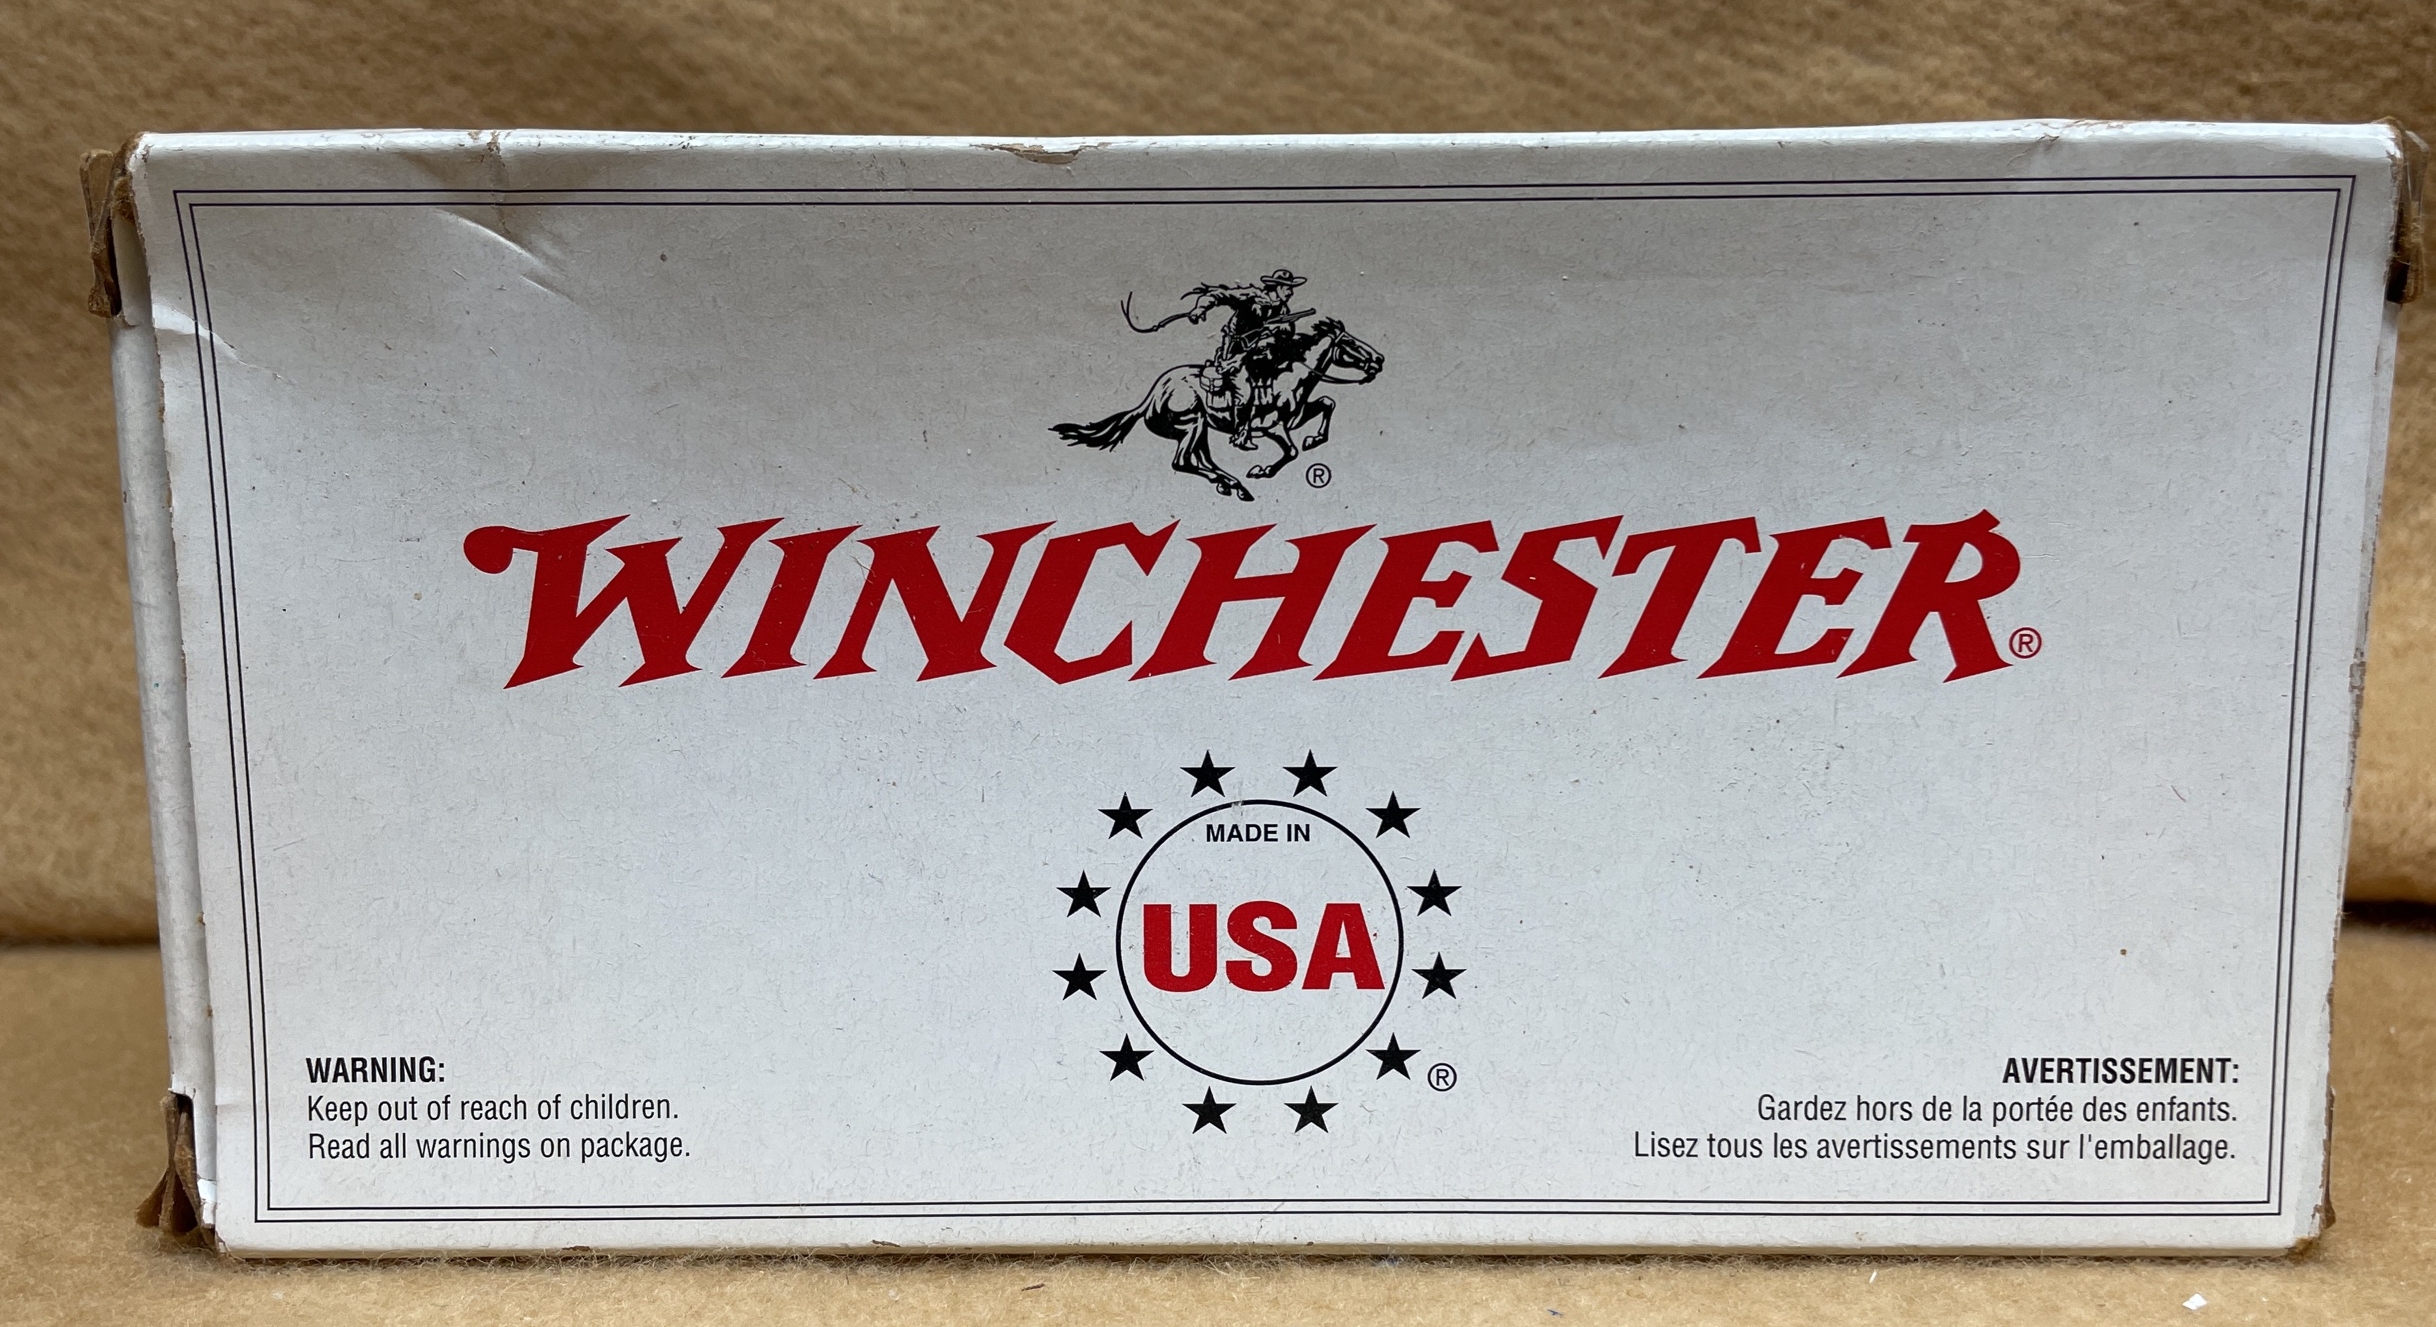 ®
WINCHESTER®
MADE IN
USA
®
WARNING:
Keep out of reach of children.
Read all warnings on package.
AVERTISSEMENT:
Gardez hors de la portée des enfants.
Lisez tous les avertissements sur l'emballage.